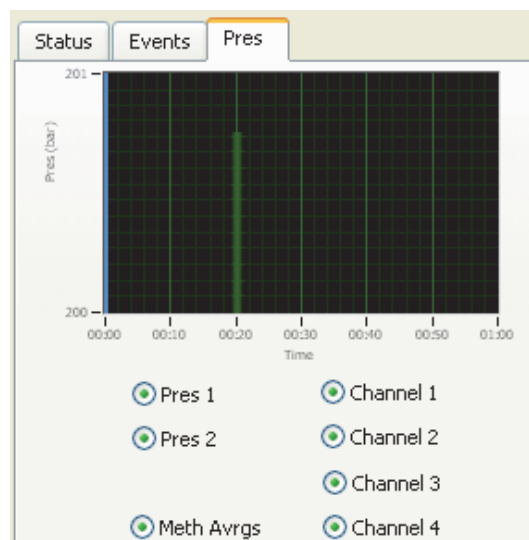 Status Events Pres
201
Pres (bar)
200
00:00 00:10 00:20 00:30 00:40 00:50 01:00
Time
Pres 1 Channel 1
Pres 2 Channel 2
Channel 3
Meth Avrgs Channel 4